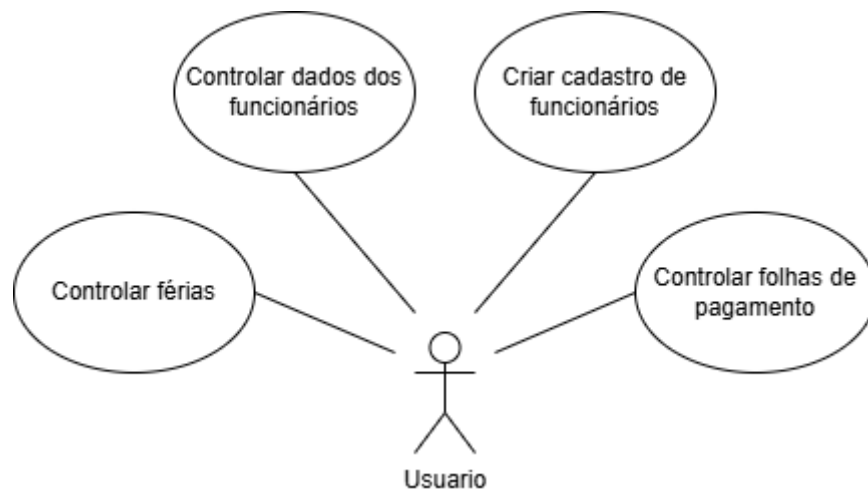 Controlar dados dos
funcionários
Criar cadastro de
funcionários
Controlar férias
Controlar folhas de
pagamento
Usuario